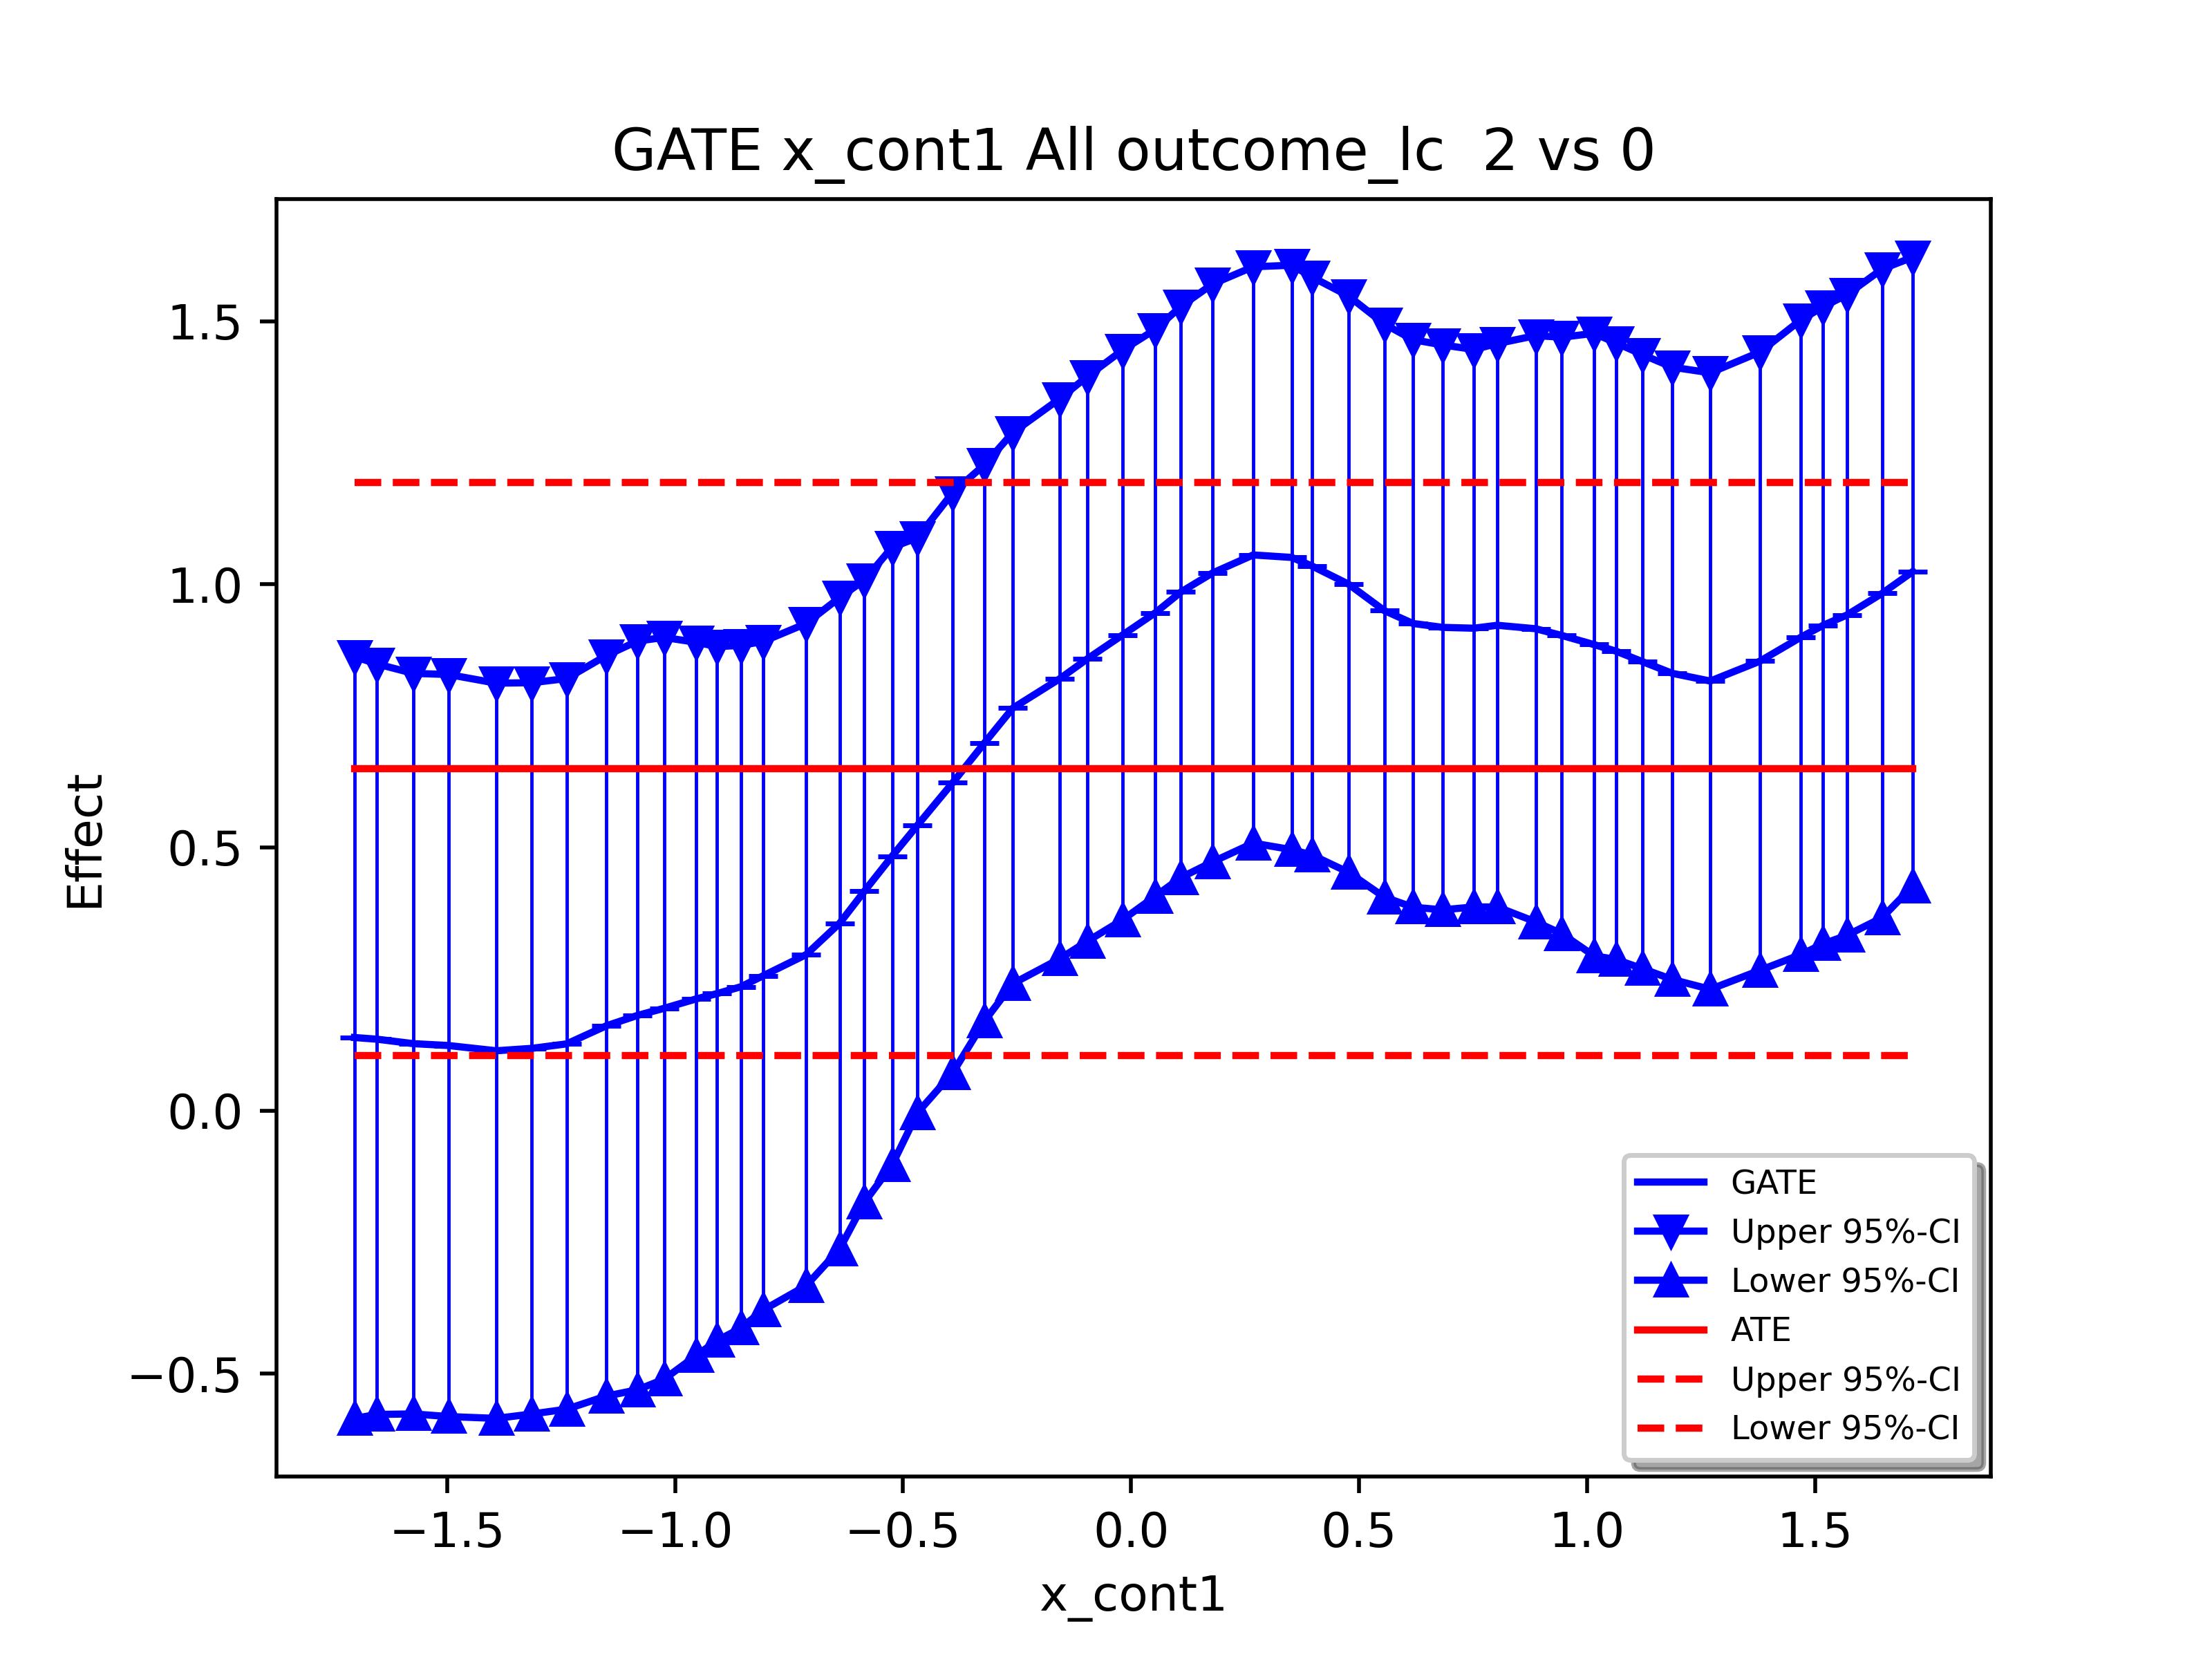 GATE x_cont1 All outcome_lc  2 vs 0
Effect
1.5
1.0
0.5
0.0
−0.5
−1.5
−1.0
−0.5
0.0
0.5
1.0
1.5
x_cont1
GATE
Upper 95%-CI
Lower 95%-CI
ATE
Upper 95%-CI
Lower 95%-CI